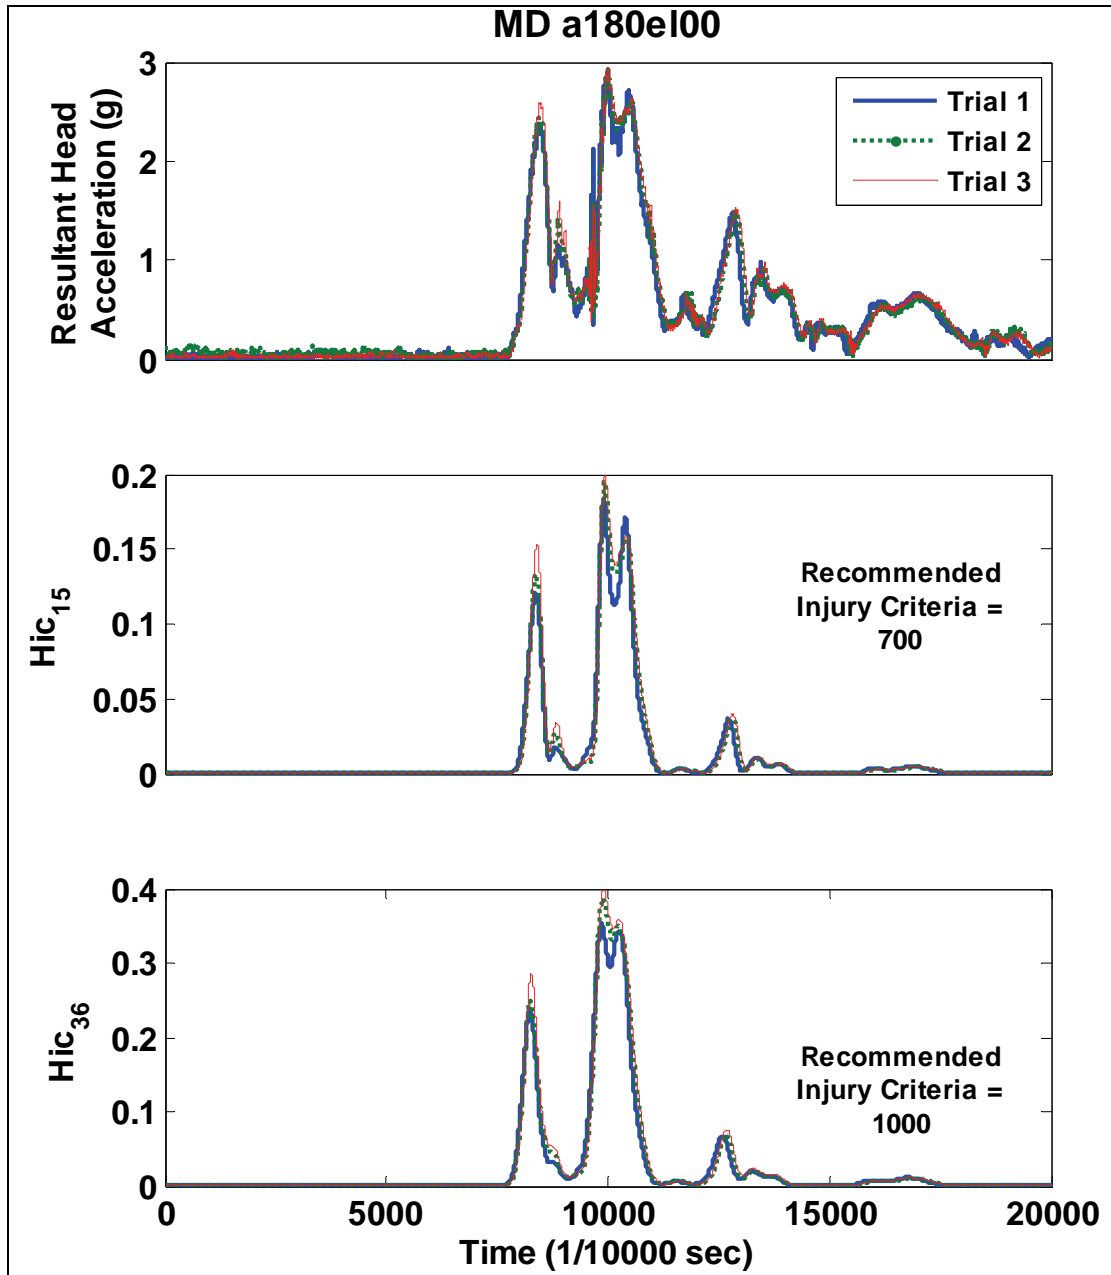 MD a180el00
Resultant Head
Acceleration (g)
3
2
1
0
Trial 1
Trial 2
Trial 3
Hic15
0.2
0.15
0.1
0.05
0
Recommended
Injury Criteria =
700
Hic36
0.4
0.3
0.2
0.1
0
Recommended
Injury Criteria =
1000
0 5000 10000 15000 20000
Time (1/10000 sec)